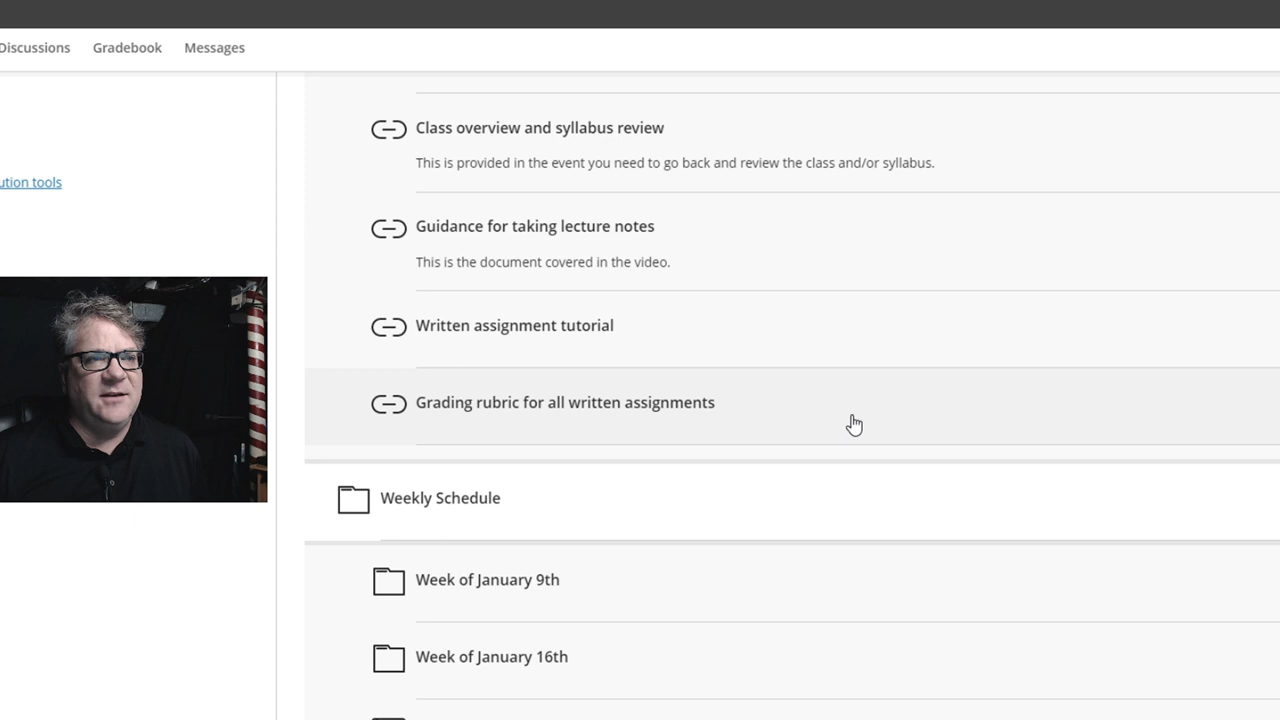 Discussions Gradebook Messages
Class overview and syllabus review
This is provided in the event you need to go back and review the class and/or syllabus.
ution tools
Guidance for taking lecture notes
This is the document covered in the video.
Written assignment tutorial
Grading rubric for all written assignments
Weekly Schedule
Week of January 9th
Week of January 16th